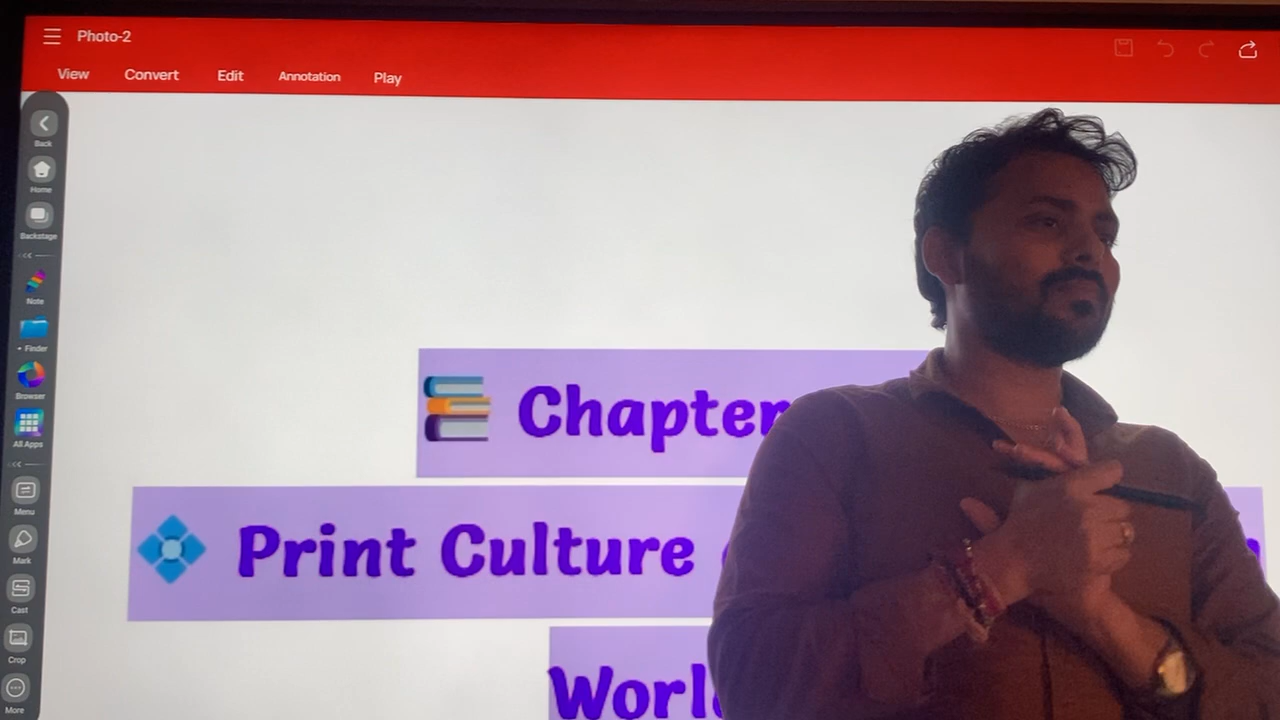 Photo-2
View Convert Edit Annotation Play
Back
Home
Backstage
Note
Finder
Browser
All Apps
Menu
Mark
Cast
Crop
More
Chapter
Print Culture